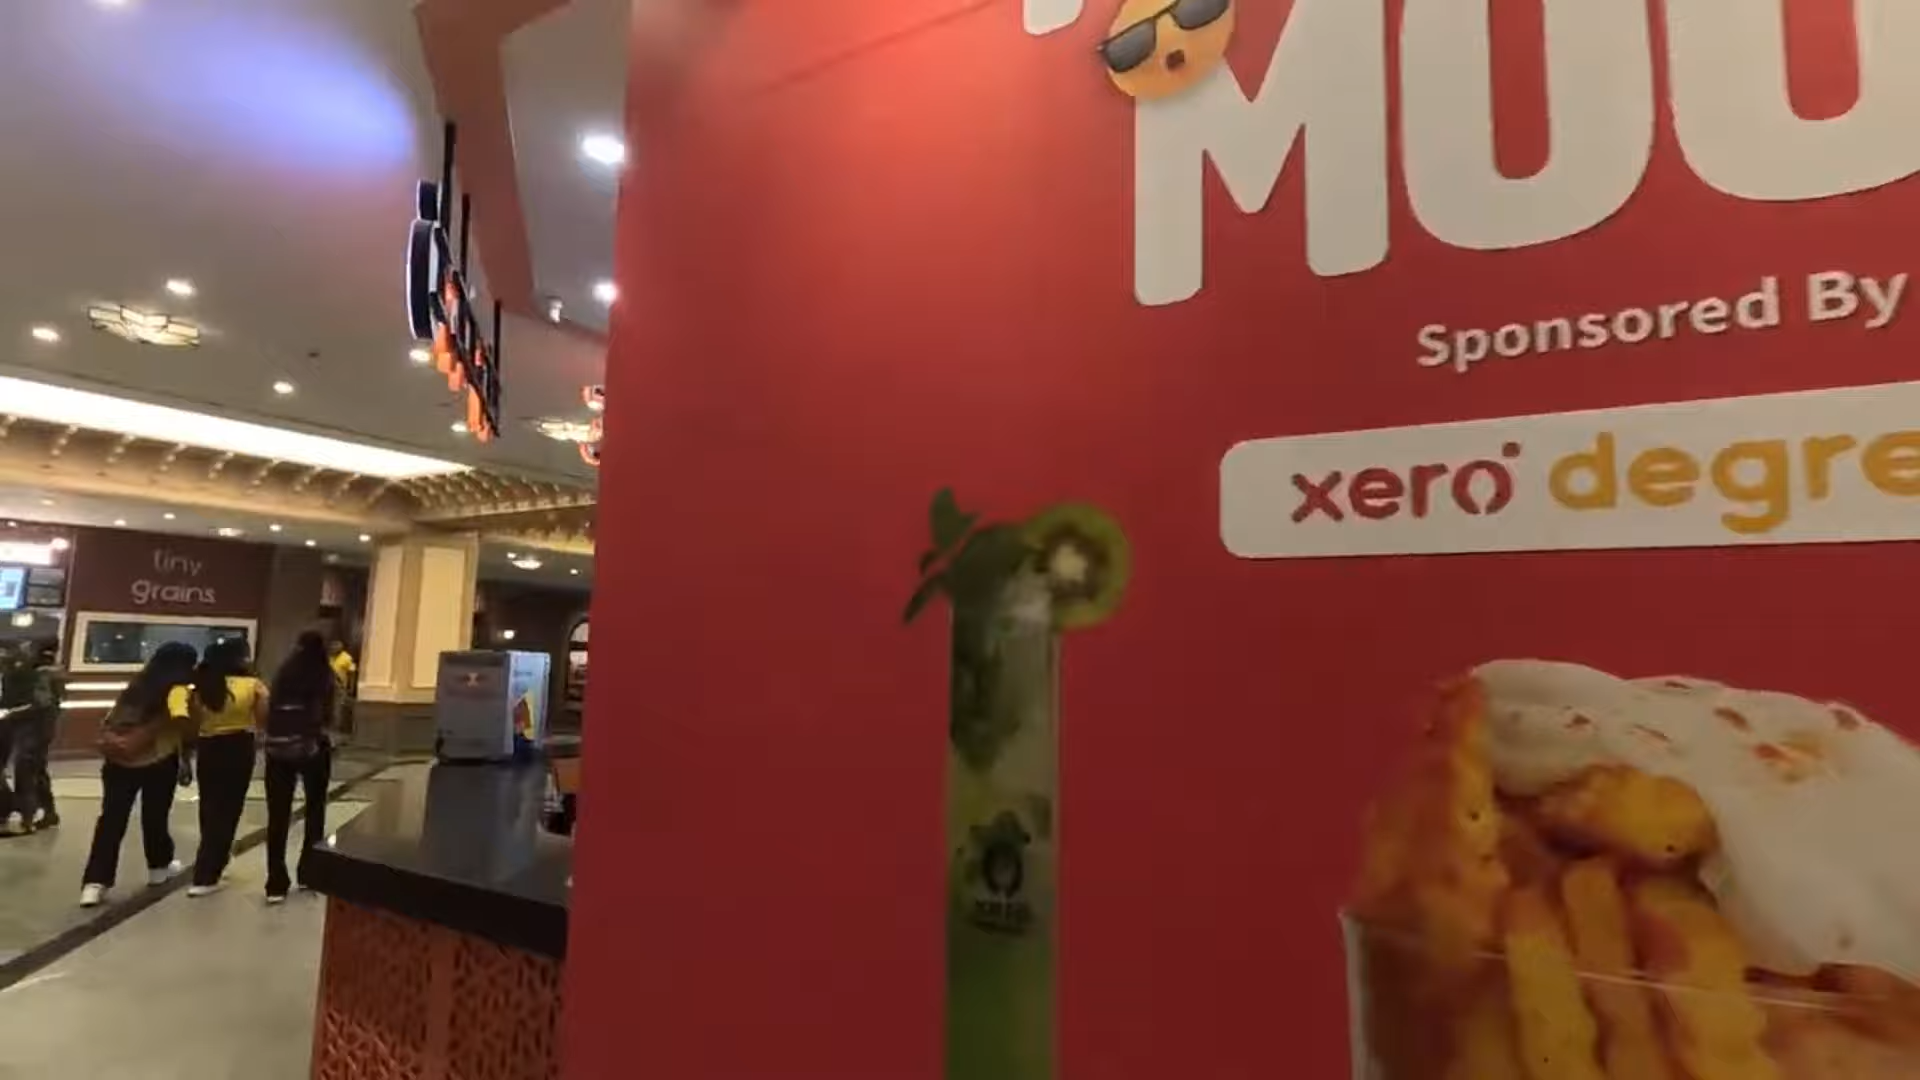 MOO
Sponsored By
xero degre
tiny
grains